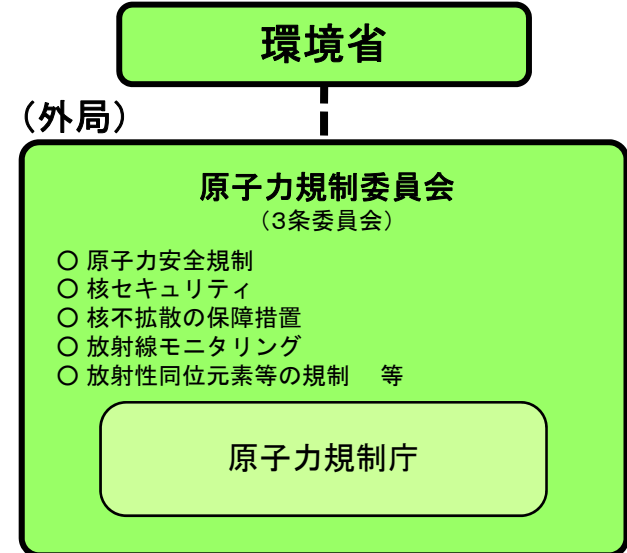 環境省
（外局）
原子力規制委員会
（3条委員会）
○ 原子力安全規制
○ 核セキュリティ
○ 核不拡散の保障措置
○ 放射線モニタリング
○ 放射性同位元素等の規制　等
原子力規制庁